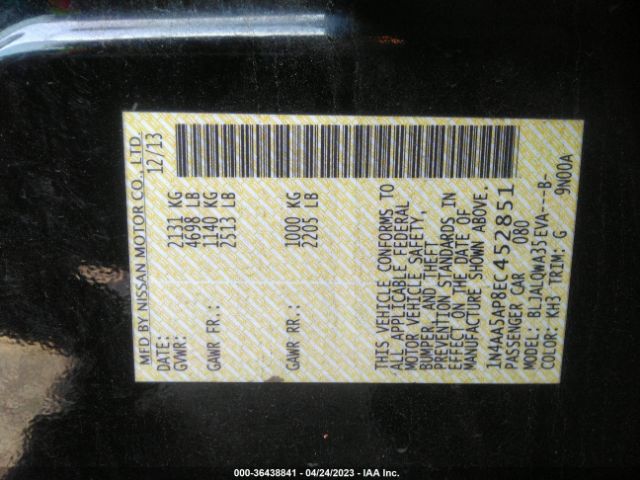 MFD BY NISSAN MOTOR CO., LTD.
DATE: 12/13
GVWR: 2131 KG
4698 LB
GAWR FR.: 1140 KG
2513 LB
GAWR RR.: 1000 KG
2205 LB
THIS VEHICLE CONFORMS TO
ALL APPLICABLE FEDERAL
MOTOR VEHICLE SAFETY,
BUMPER, AND THEFT
PREVENTION STANDARDS IN
EFFECT ON THE DATE OF
MANUFACTURE SHOWN ABOVE.
1N4AA5AP8EC452851
PASSENGER CAR 080
MODEL: BLJALQWA35EVA---B-
COLOR: KH3 TRIM: G 9N00A
000-36438841 - 04/24/2023 - IAA Inc.